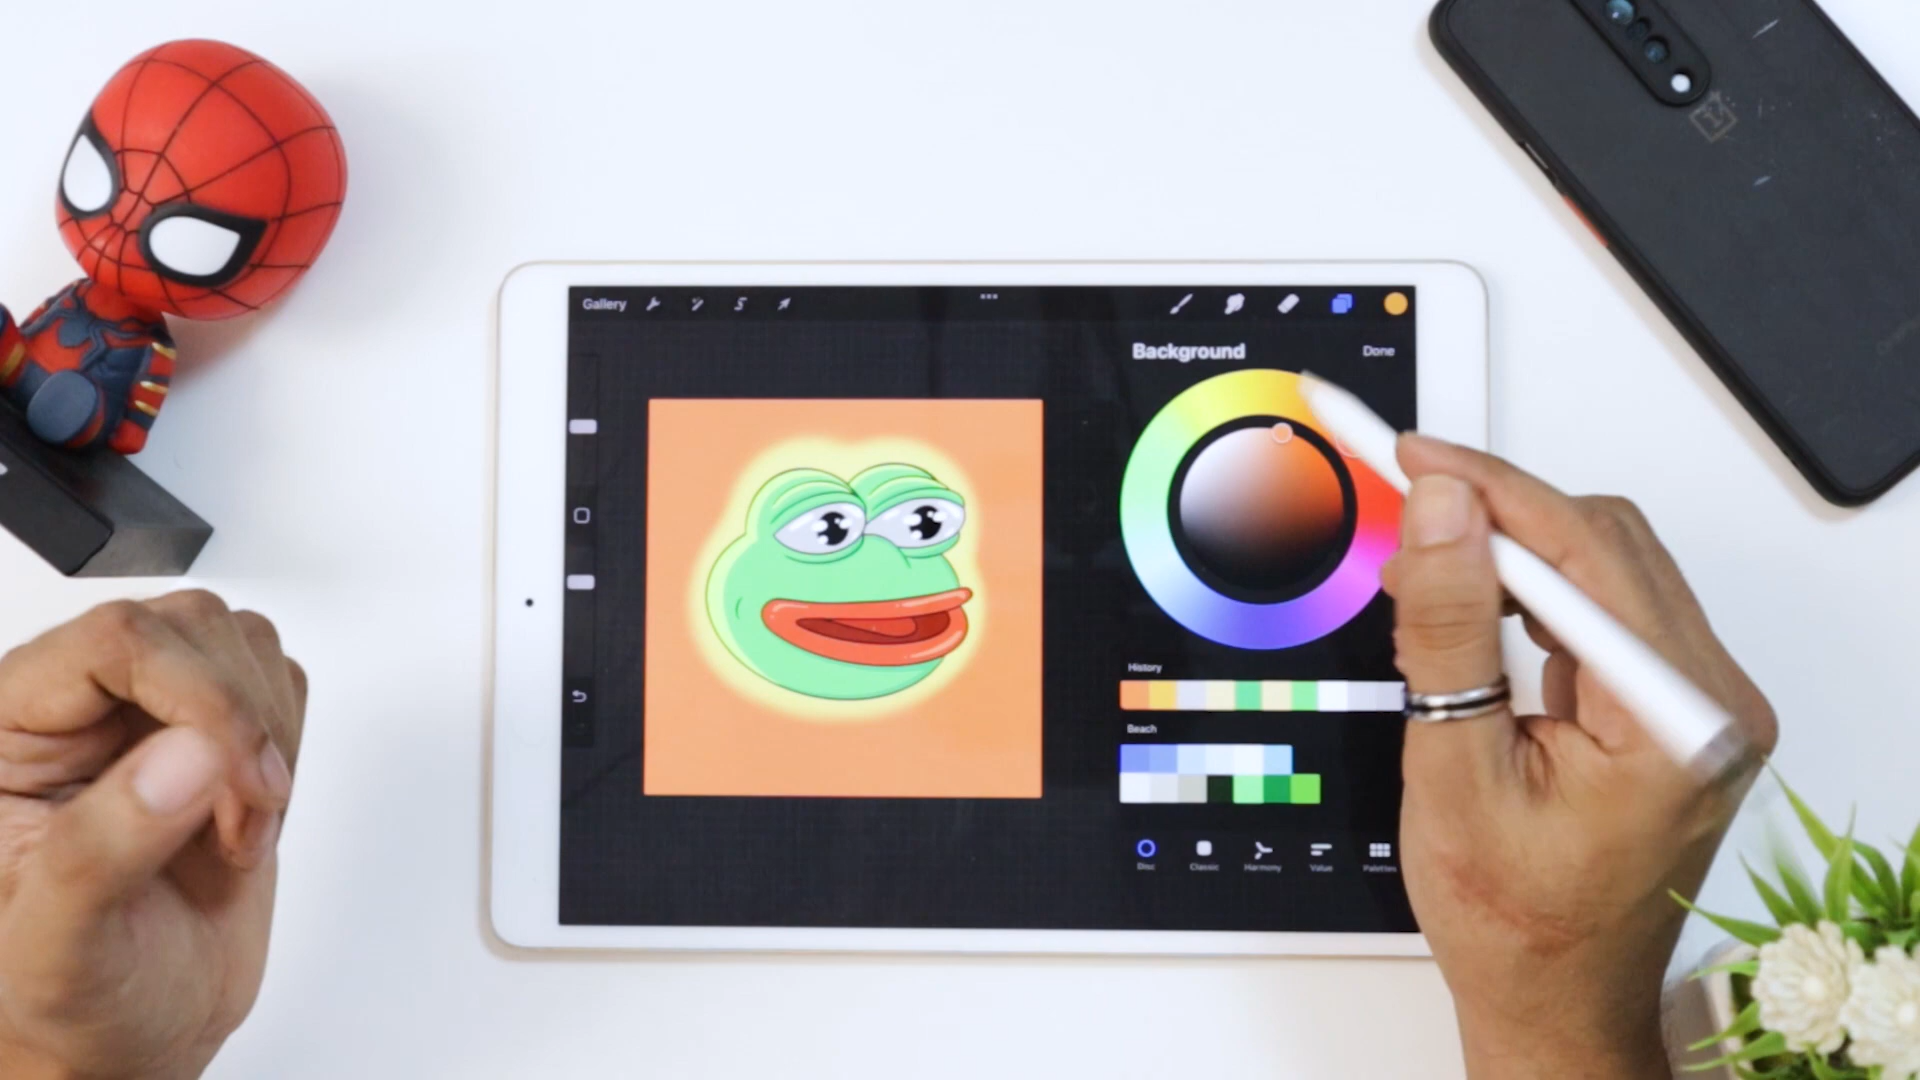 Gallery
Background
Done
History
Beach
Disc
Classic
Harmony
Value
Palettes